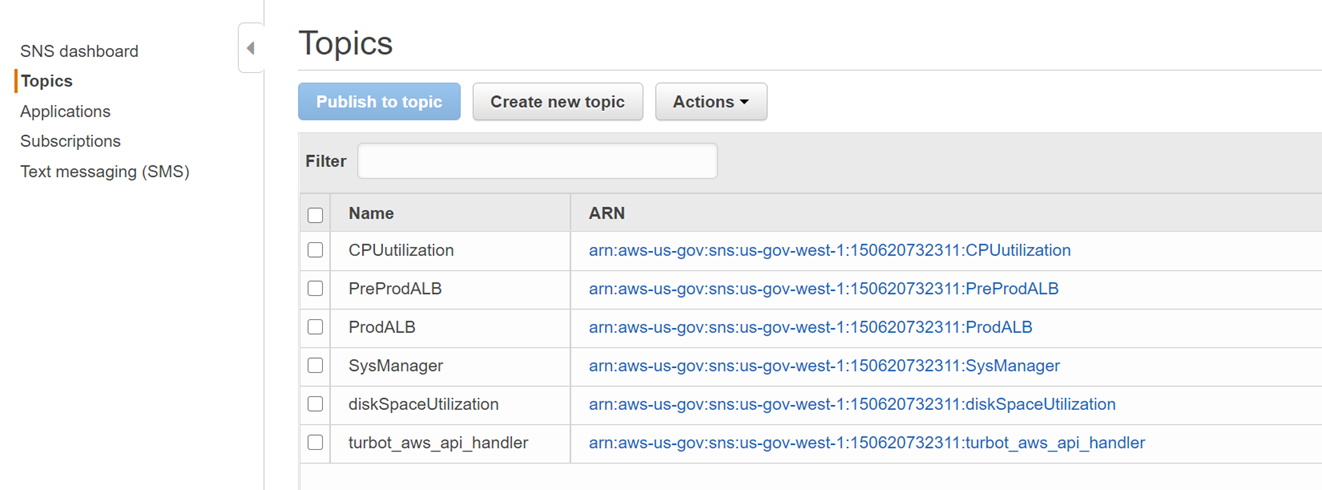 SNS dashboard
Topics
Applications
Subscriptions
Text messaging (SMS)
Topics
Publish to topic Create new topic Actions
Filter
Name ARN
CPUutilization arn:aws-us-gov:sns:us-gov-west-1:150620732311:CPUutilization
PreProdALB arn:aws-us-gov:sns:us-gov-west-1:150620732311:PreProdALB
ProdALB arn:aws-us-gov:sns:us-gov-west-1:150620732311:ProdALB
SysManager arn:aws-us-gov:sns:us-gov-west-1:150620732311:SysManager
diskSpaceUtilization arn:aws-us-gov:sns:us-gov-west-1:150620732311:diskSpaceUtilization
turbot_aws_api_handler arn:aws-us-gov:sns:us-gov-west-1:150620732311:turbot_aws_api_handler